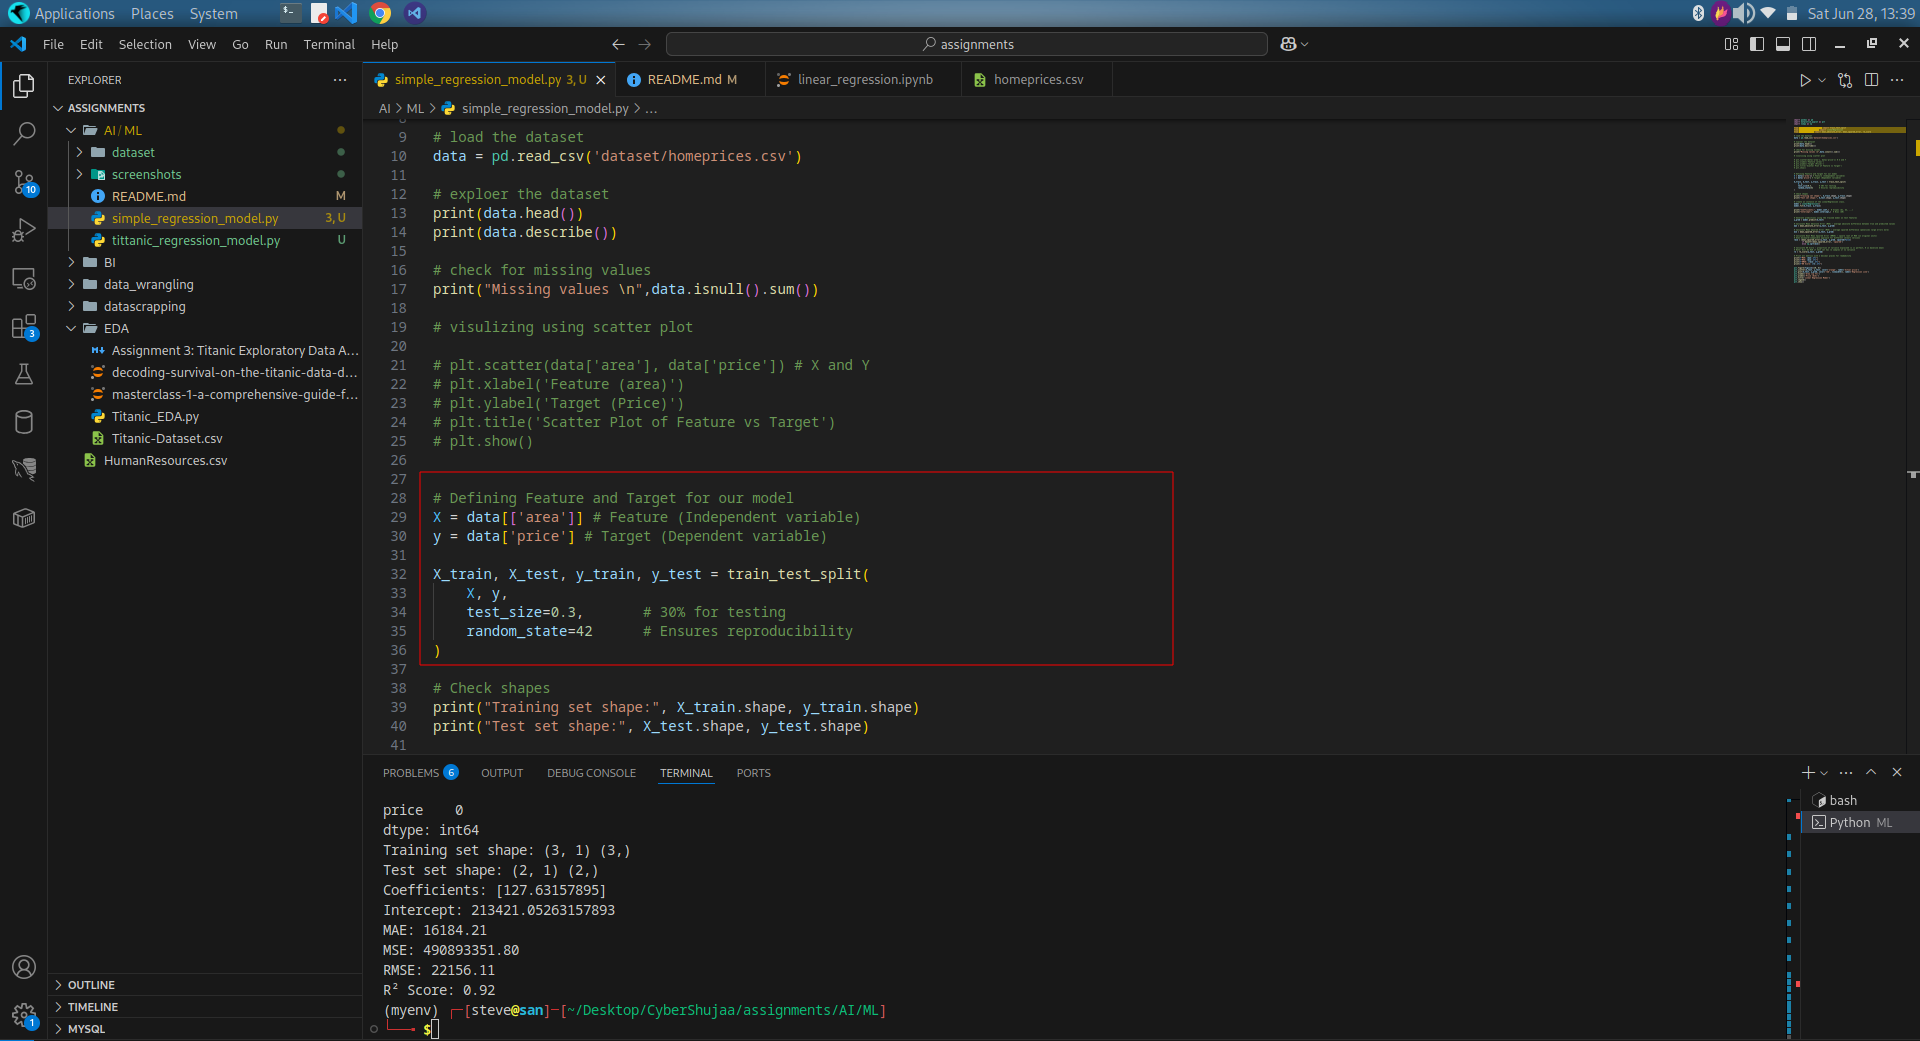 Applications Places System
Sat Jun 28, 13:39
File Edit Selection View Go Run Terminal Help
assignments
EXPLORER
ASSIGNMENTS
AI / ML
dataset
screenshots
README.md M
simple_regression_model.py 3, U
tittanic_regression_model.py U
BI
data_wrangling
datascrapping
EDA
Assignment 3: Titanic Exploratory Data A...
decoding-survival-on-the-titanic-data-d...
masterclass-1-a-comprehensive-guide-f...
Titanic_EDA.py
Titanic-Dataset.csv
HumanResources.csv
OUTLINE
TIMELINE
MYSQL
10
3
1
simple_regression_model.py 3, U
README.md M
linear_regression.ipynb
homeprices.csv
AI > ML > simple_regression_model.py > ...
8
9 # load the dataset
10 data = pd.read_csv('dataset/homeprices.csv')
11
12 # exploer the dataset
13 print(data.head())
14 print(data.describe())
15
16 # check for missing values
17 print("Missing values \n",data.isnull().sum())
18
19 # visulizing using scatter plot
20
21 # plt.scatter(data['area'], data['price']) # X and Y
22 # plt.xlabel('Feature (area)')
23 # plt.ylabel('Target (Price)')
24 # plt.title('Scatter Plot of Feature vs Target')
25 # plt.show()
26
27
28 # Defining Feature and Target for our model
29 X = data[['area']] # Feature (Independent variable)
30 y = data['price'] # Target (Dependent variable)
31
32 X_train, X_test, y_train, y_test = train_test_split(
33 X, y,
34 test_size=0.3, # 30% for testing
35 random_state=42 # Ensures reproducibility
36 )
37
38 # Check shapes
39 print("Training set shape:", X_train.shape, y_train.shape)
40 print("Test set shape:", X_test.shape, y_test.shape)
41
PROBLEMS 6 OUTPUT DEBUG CONSOLE TERMINAL PORTS
price 0
dtype: int64
Training set shape: (3, 1) (3,)
Test set shape: (2, 1) (2,)
Coefficients: [127.63157895]
Intercept: 213421.05263157893
MAE: 16184.21
MSE: 490893351.80
RMSE: 22156.11
R² Score: 0.92
(myenv) ┌─[steve@san]─[~/Desktop/CyberShujaa/assignments/AI/ML]
└──╼ $
bash
Python ML